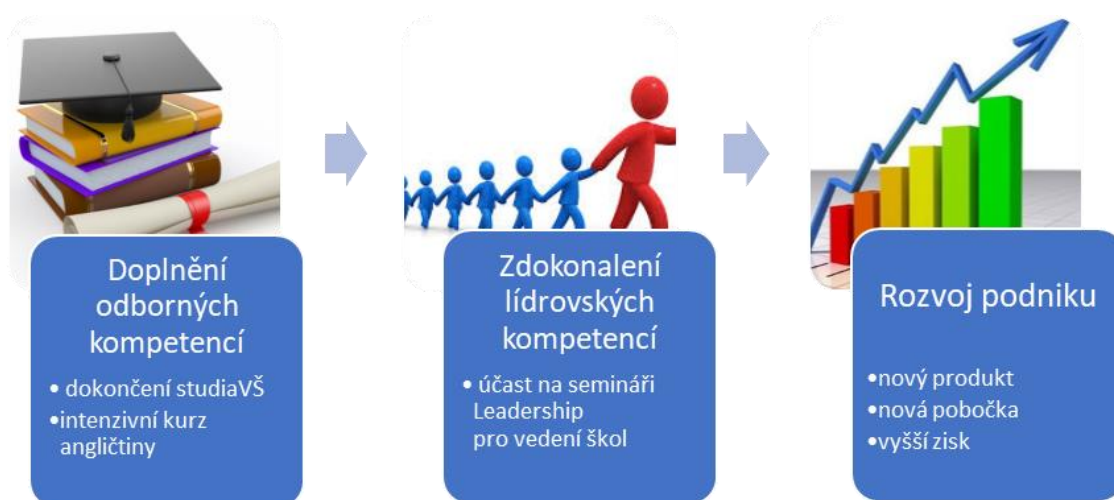 Doplnění
odborných
kompetencí
• dokončení studiaVŠ
•intenzivní kurz
angličtiny
Zdokonalení
lídrovských
kompetencí
• účast na semináři
Leadership
pro vedení škol
Rozvoj podniku
•nový produkt
•nová pobočka
•vyšší zisk